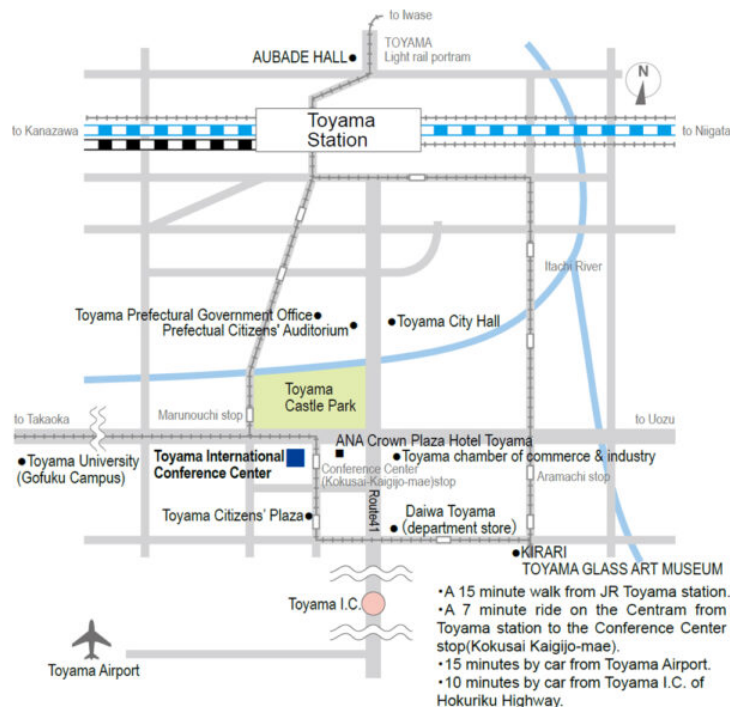 to Iwase
TOYAMA
Light rail portram
AUBADE HALL
N
Toyama
Station
to Kanazawa
to Niigata
Itachi River
Toyama Prefectural Government Office
Prefectual Citizens' Auditorium
Toyama City Hall
Toyama
Castle Park
Marunouchi stop
to Takaoka
to Uozu
ANA Crown Plaza Hotel Toyama
Toyama University
(Gofuku Campus)
Toyama International
Conference Center
Toyama chamber of commerce & industry
Conference Center
(Kokusai-Kaigijo-mae)stop
Aramachi stop
Route41
Toyama Citizens' Plaza
Daiwa Toyama
(department store)
KIRARI
TOYAMA GLASS ART MUSEUM
Toyama I.C.
Toyama Airport
・A 15 minute walk from JR Toyama station.
・A 7 minute ride on the Centram from
Toyama station to the Conference Center
stop(Kokusai Kaigijo-mae).
・15 minutes by car from Toyama Airport.
・10 minutes by car from Toyama I.C. of
Hokuriku Highway.